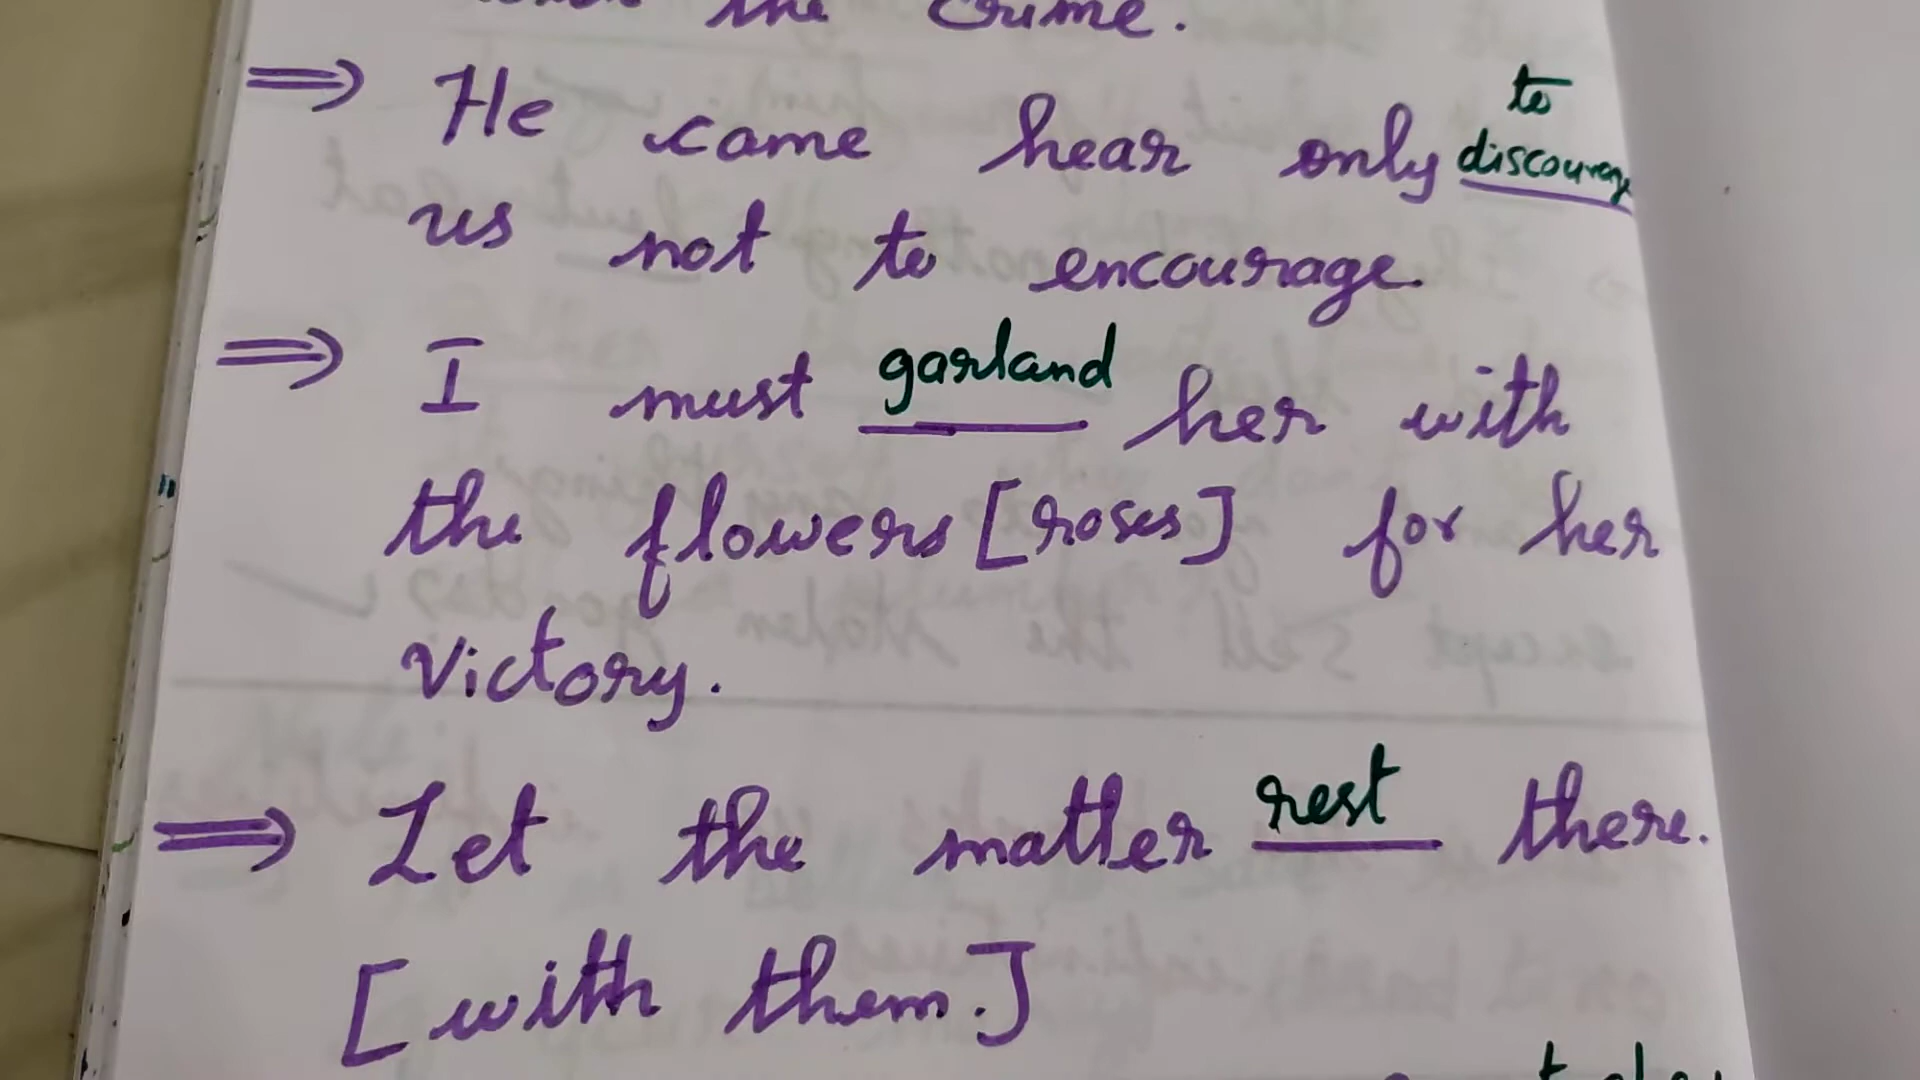 the crime.
⇒ He came hear only to discourage
us not to encourage.
⇒ I must garland her with
the flowers [roses] for her
victory.
⇒ Let the matter rest there.
[with them.]